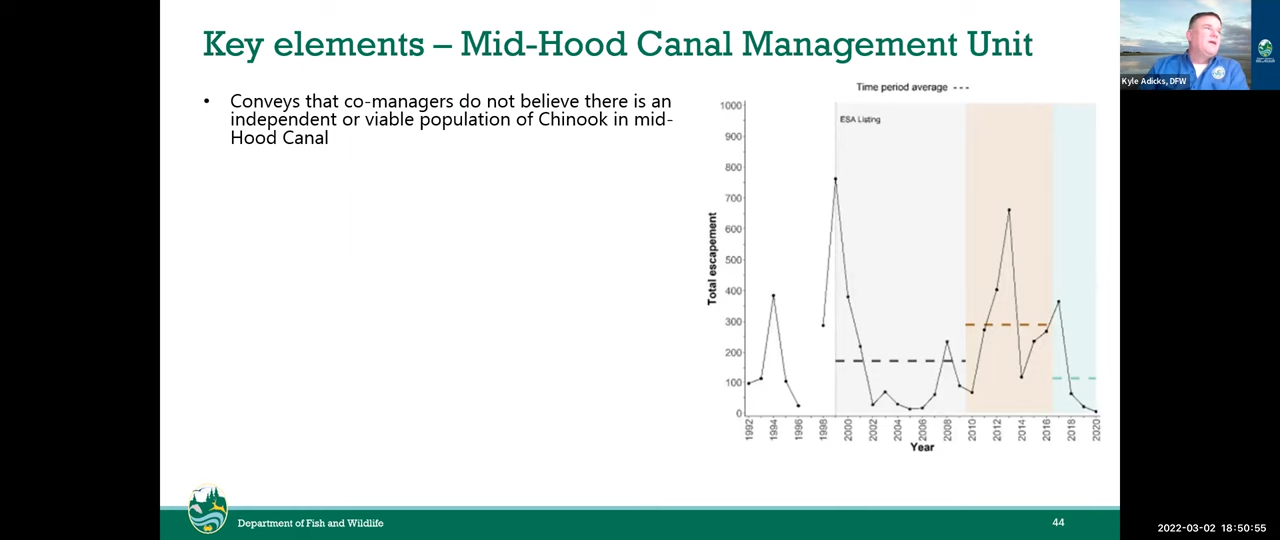 Key elements – Mid-Hood Canal Management Unit
Kyle Adicks, DFW
• Conveys that co-managers do not believe there is an
independent or viable population of Chinook in mid-
Hood Canal
Time period average ---
ESA Listing
Total escapement
1000
900
800
700
600
500
400
300
200
100
0
1992
1994
1996
1998
2000
2002
2004
2006
2008
2010
2012
2014
2016
2018
2020
Year
Department of Fish and Wildlife
44
2022-03-02 18:50:55